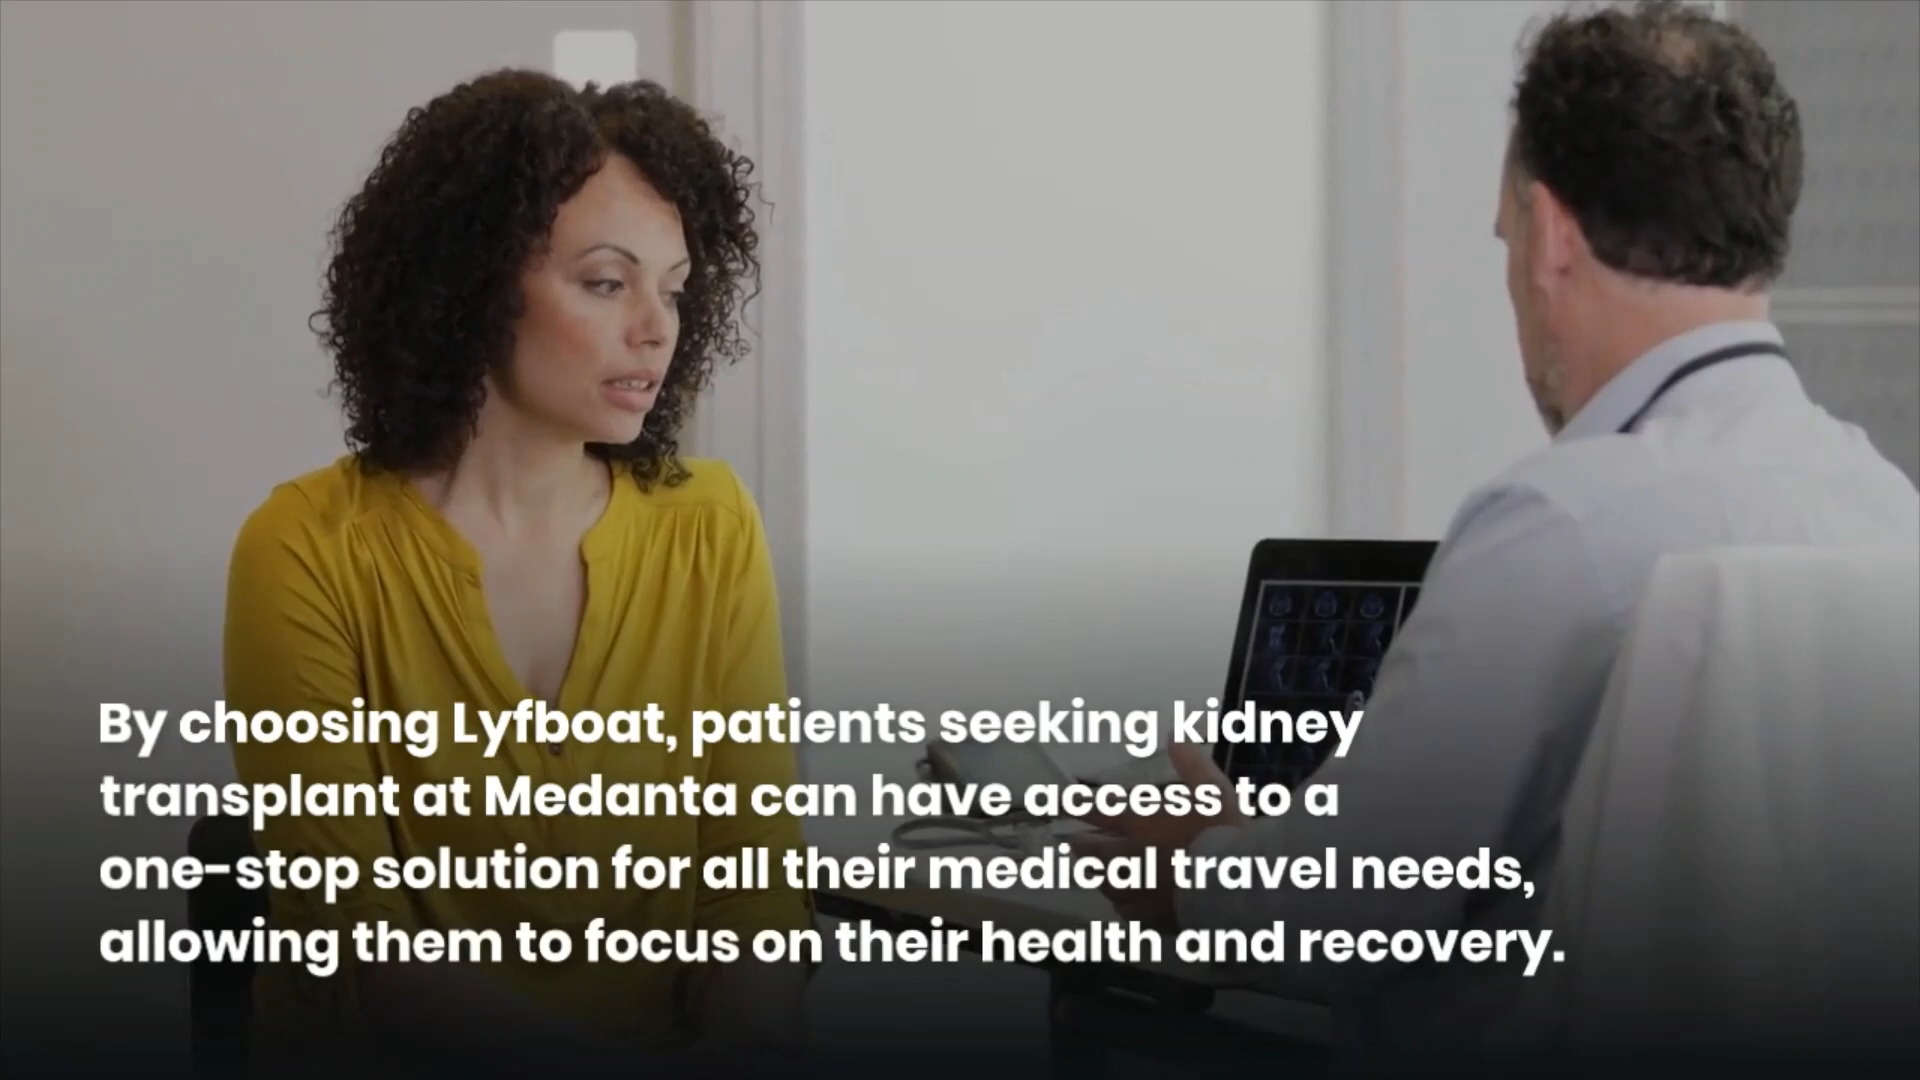 By choosing Lyfboat, patients seeking kidney
transplant at Medanta can have access to a
one-stop solution for all their medical travel needs,
allowing them to focus on their health and recovery.